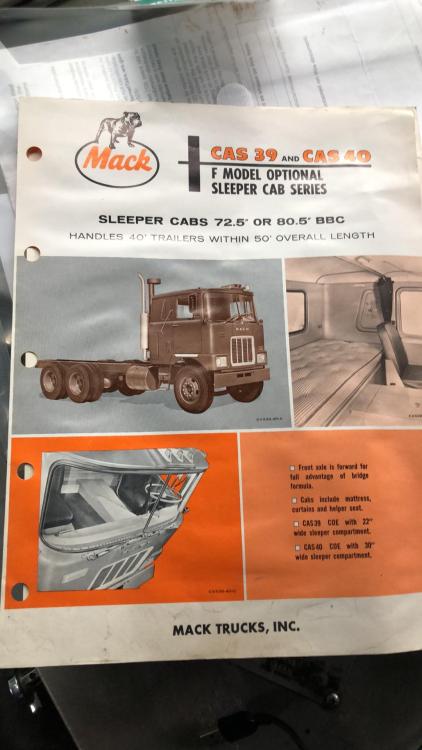 Mack
CAS 39 AND CAS 40
F MODEL OPTIONAL
SLEEPER CAB SERIES
SLEEPER CABS 72.5" OR 80.5" BBC
HANDLES 40' TRAILERS WITHIN 50' OVERALL LENGTH
MACK
Front axle is forward for
full advantage of bridge
formula.
Cabs include mattress,
curtains and helper seat.
CAS39 COE with 22"
wide sleeper compartment.
CAS40 COE with 30"
wide sleeper compartment.
MACK TRUCKS, INC.